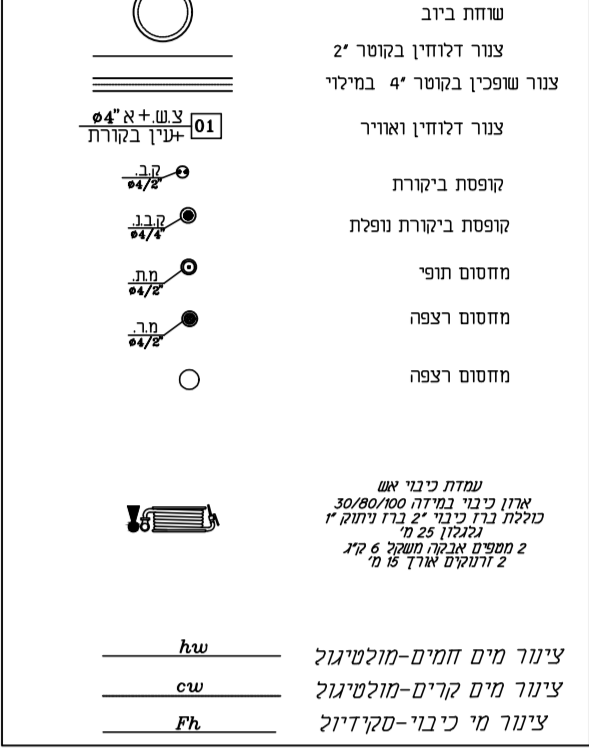 שוחת ביוב
צנור דלוחין בקוטר "2
צנור שופכין בקוטר "4 במילוי
צנור דלוחין ואוויר
01 צ.ש.+א "4ø
+עין בקורת
קופסת ביקורת
ק.ב.
ø4/2"
קופסת ביקורת נופלת
ק.ב.נ.
ø4/4"
מחסום תופי
מ.ת.
ø4/2"
מחסום רצפה
מ.ר.
ø4/2"
מחסום רצפה
עמדת כיבוי אש
ארון כיבוי במידה 30/80/100
כוללת ברז כיבוי "2 ברז ניתוק "1
גלגלון 25 מ'
2 מטפים אבקה משקל 6 ק"ג
2 זרנוקים אורך 15 מ'
צינור מים חמים-מולטיגול hw
צינור מים קרים-מולטיגול cw
צינור מי כיבוי-סקידיול Fh